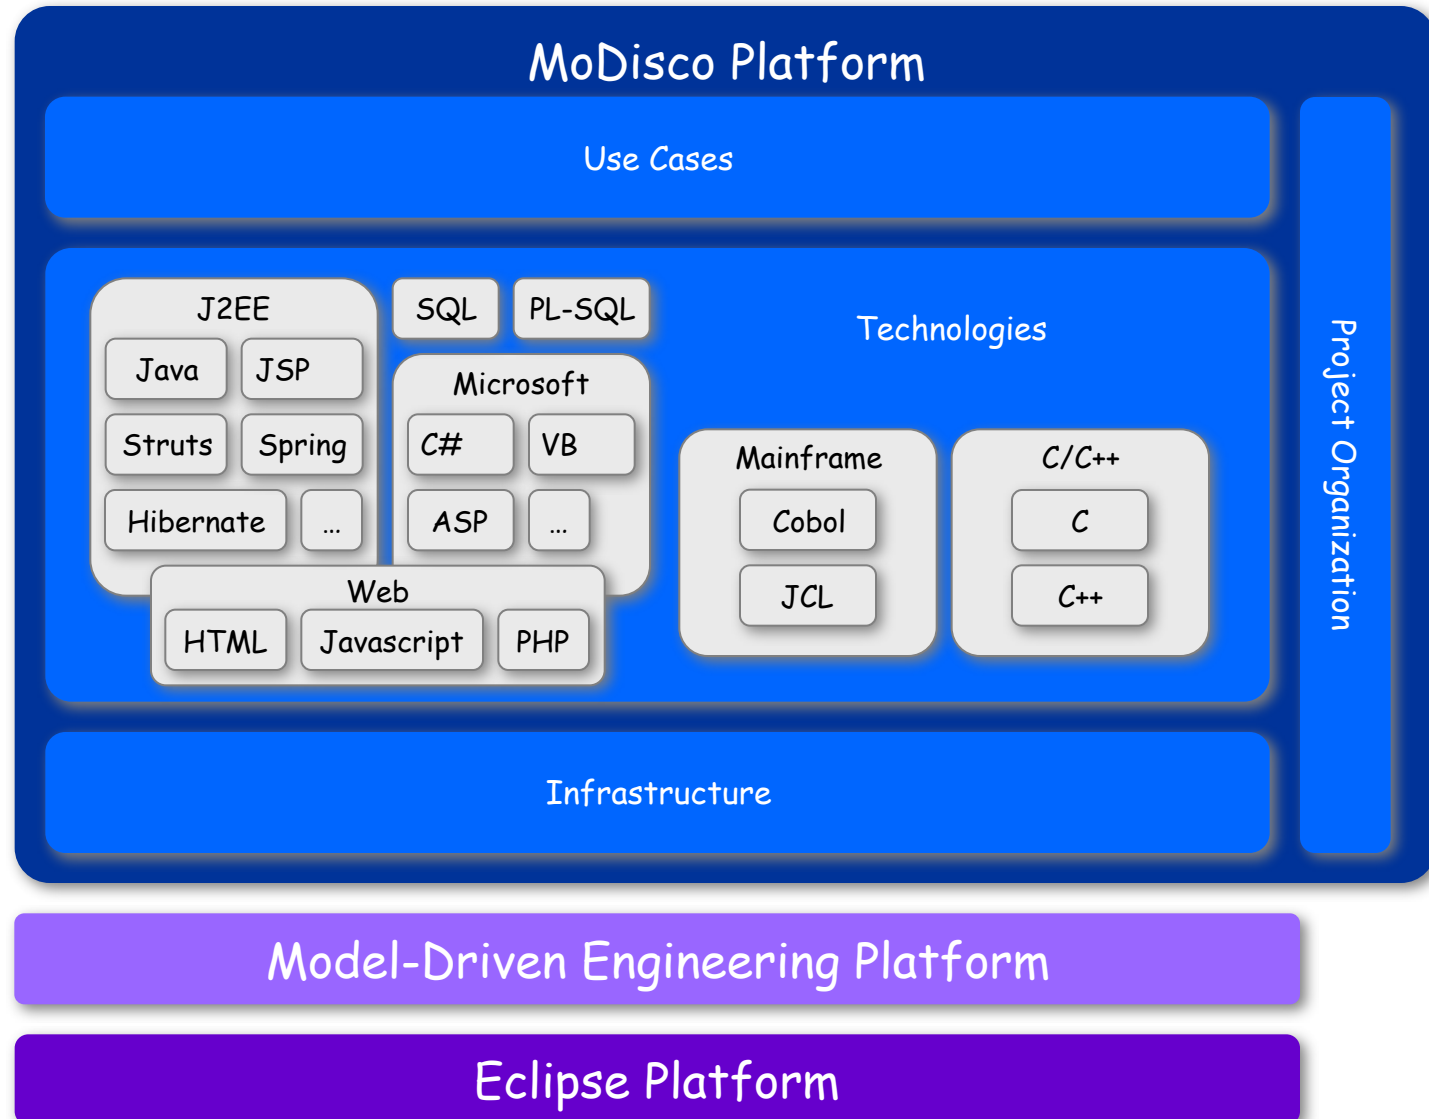 MoDisco Platform
Use Cases
Project Organization
Technologies
J2EE
Java
JSP
Struts
Spring
Hibernate
...
SQL
PL-SQL
Microsoft
C#
VB
ASP
...
Web
HTML
Javascript
PHP
Mainframe
Cobol
JCL
C/C++
C
C++
Infrastructure
Model-Driven Engineering Platform
Eclipse Platform